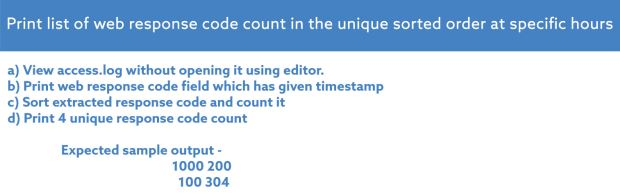 Print list of web response code count in the unique sorted order at specific hours
a) View access.log without opening it using editor.
b) Print web response code field which has given timestamp
c) Sort extracted response code and count it
d) Print 4 unique response code count
Expected sample output -
1000 200
100 304